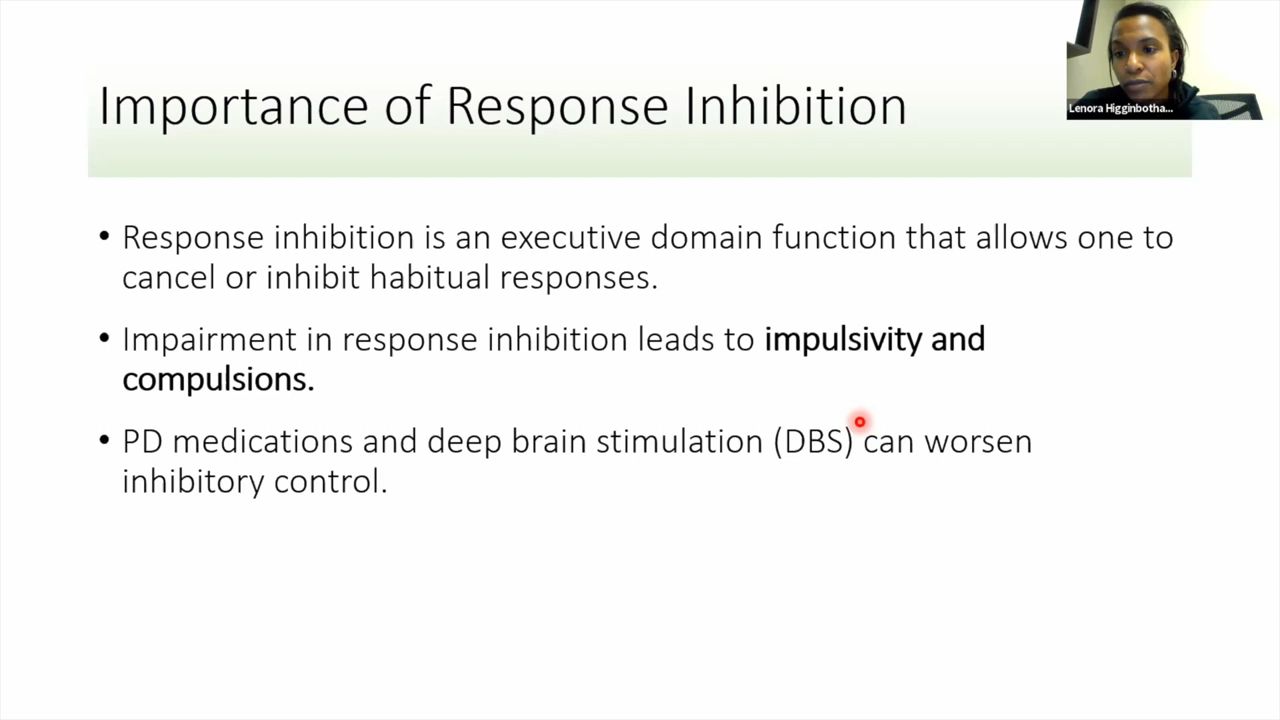 Importance of Response Inhibition
Lenora Higginbotha...
• Response inhibition is an executive domain function that allows one to
cancel or inhibit habitual responses.
• Impairment in response inhibition leads to impulsivity and
compulsions.
• PD medications and deep brain stimulation (DBS) can worsen
inhibitory control.